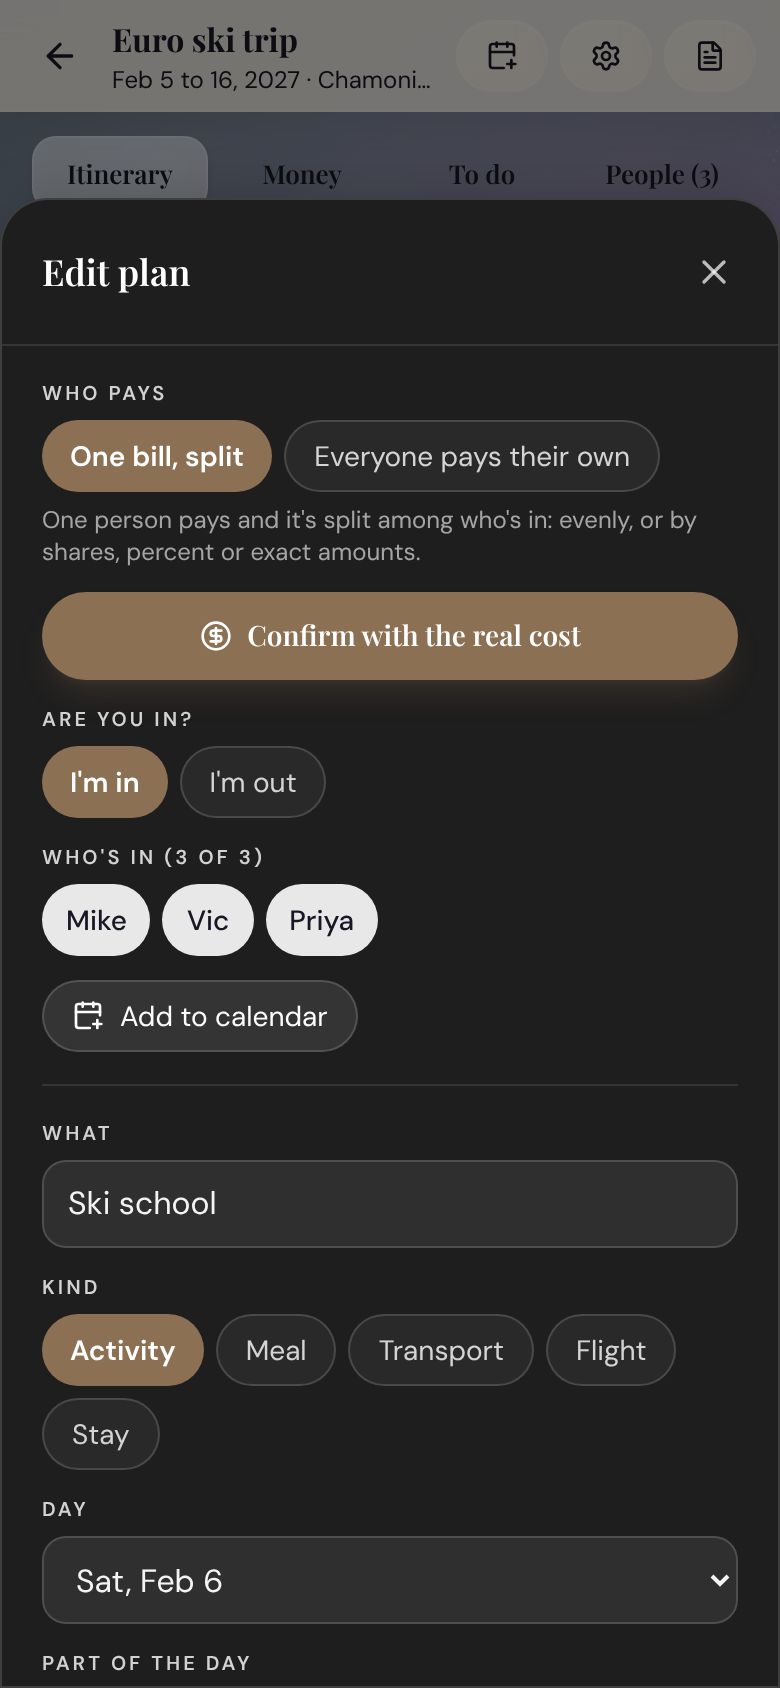 Euro ski trip
Feb 5 to 16, 2027 · Chamoni...
Itinerary
Money
To do
People (3)
Edit plan
WHO PAYS
One bill, split
Everyone pays their own
One person pays and it's split among who's in: evenly, or by
shares, percent or exact amounts.
Confirm with the real cost
ARE YOU IN?
I'm in
I'm out
WHO'S IN (3 OF 3)
Mike
Vic
Priya
Add to calendar
WHAT
Ski school
KIND
Activity
Meal
Transport
Flight
Stay
DAY
Sat, Feb 6
PART OF THE DAY